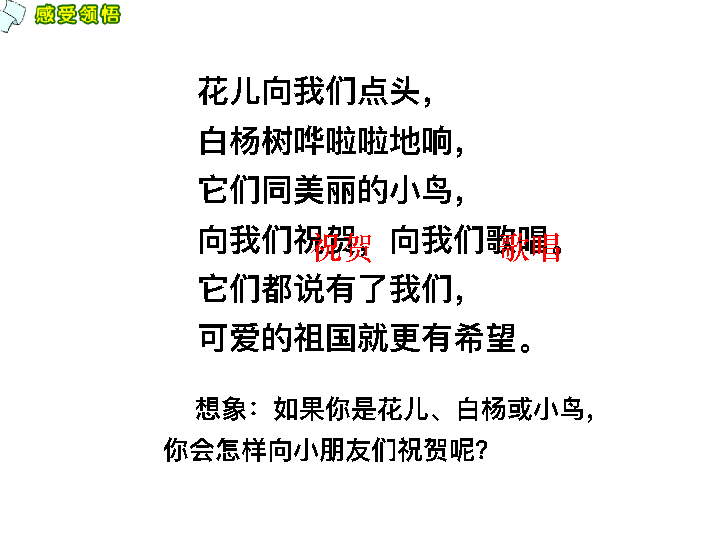 感受领悟
花儿向我们点头，
白杨树哗啦啦地响，
它们同美丽的小鸟，
向我们祝贺，向我们歌唱。
祝贺 歌唱
它们都说有了我们，
可爱的祖国就更有希望。
想象：如果你是花儿、白杨或小鸟，
你会怎样向小朋友们祝贺呢？